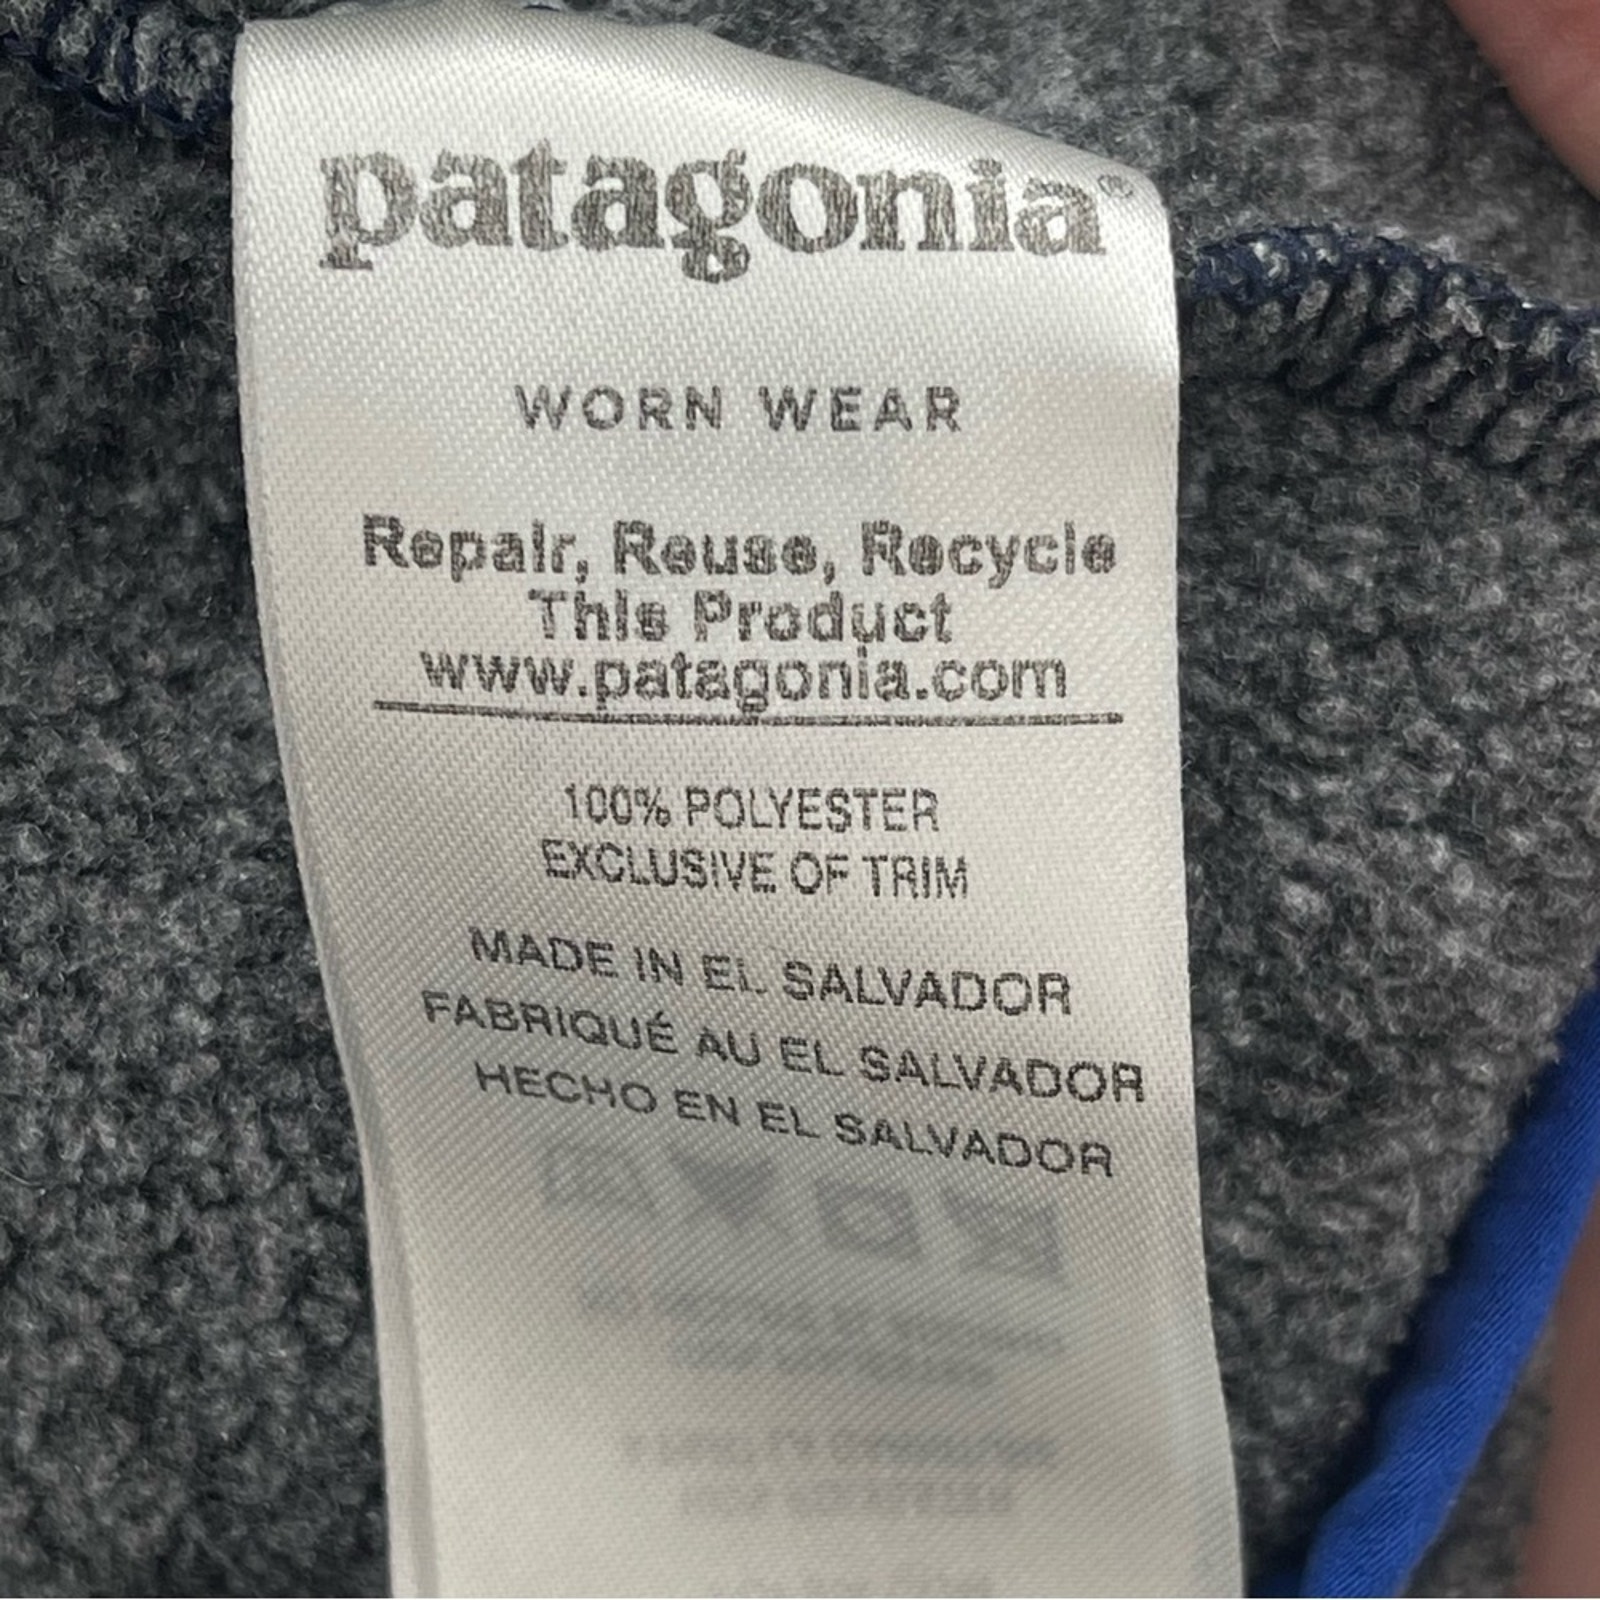 patagonia®
WORN WEAR
Repair, Reuse, Recycle
This Product
www.patagonia.com
100% POLYESTER
EXCLUSIVE OF TRIM
MADE IN EL SALVADOR
FABRIQUÉ AU EL SALVADOR
HECHO EN EL SALVADOR